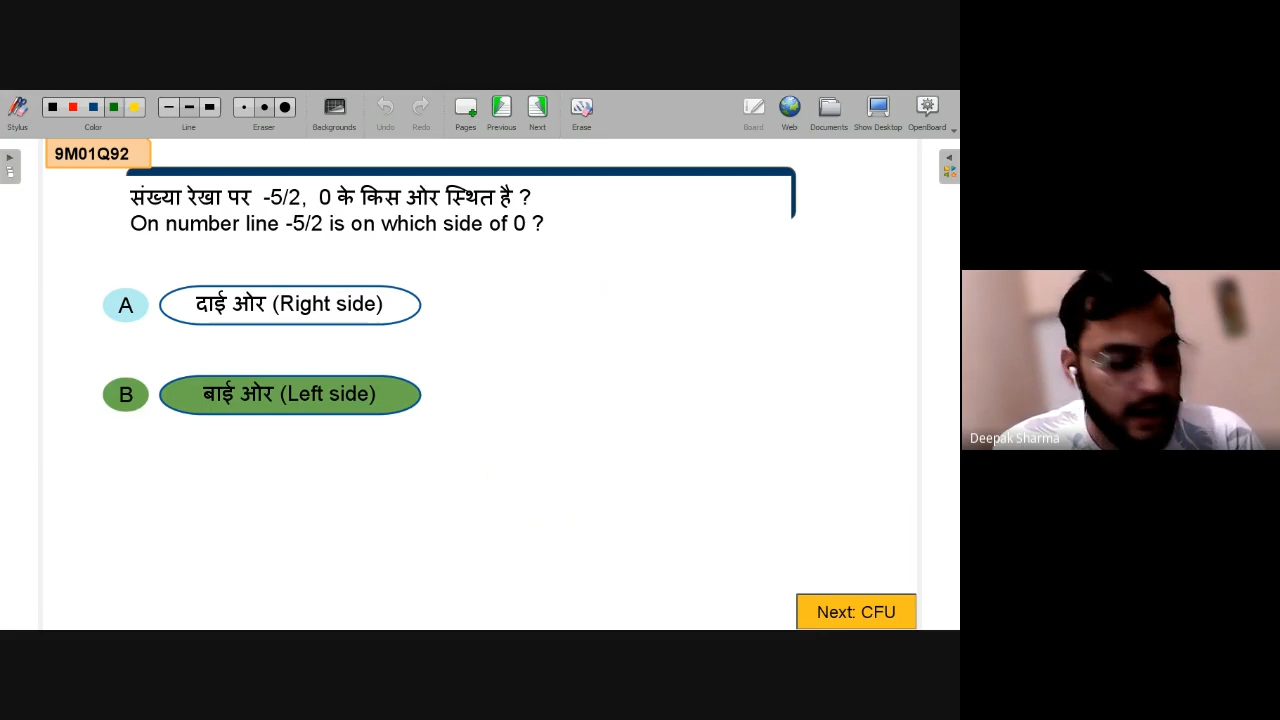 Stylus
Color
Line
Eraser
Backgrounds
Undo
Redo
Pages
Previous
Next
Erase
Board
Web
Documents
Show Desktop
OpenBoard
9M01Q92
संख्या रेखा पर -5/2, 0 के किस ओर स्थित है ?
On number line -5/2 is on which side of 0 ?
A
दाई ओर (Right side)
B
बाई ओर (Left side)
Deepak Sharma
Next: CFU